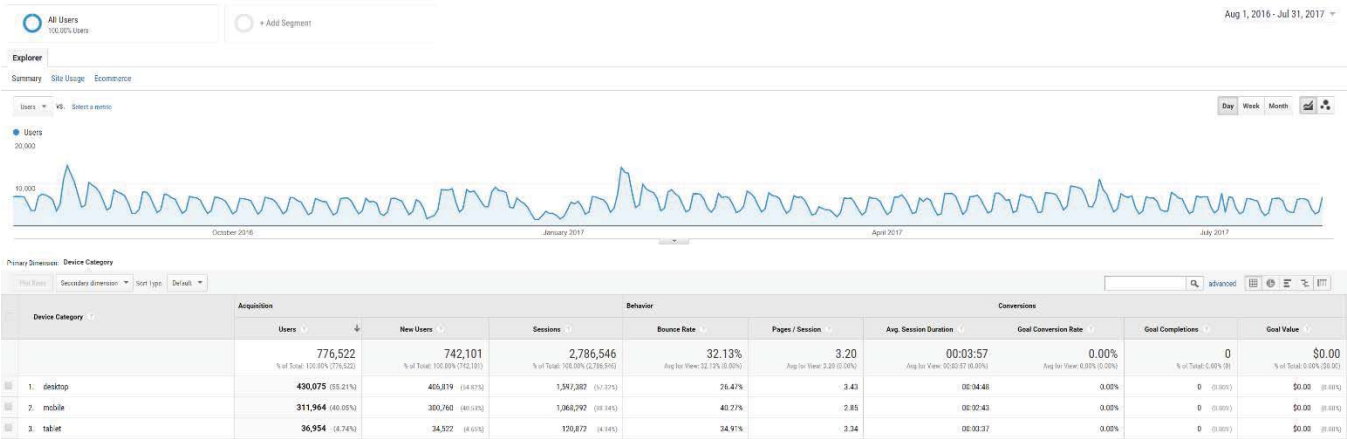 All Users
100.00% Users
+ Add Segment
Aug 1, 2016 - Jul 31, 2017
Explorer
Summary Site Usage Ecommerce
Users VS. Select a metric
Day Week Month
Users
20,000
10,000
October 2016 January 2017 April 2017 July 2017
Primary Dimension: Device Category
Plot Rows Secondary dimension Sort Type: Default advanced
Device Category Acquisition Behavior Conversions
Users New Users Sessions Bounce Rate Pages / Session Avg. Session Duration Goal Conversion Rate Goal Completions Goal Value
776,522 742,101 2,786,546 32.13% 3.20 00:03:57 0.00% 0 $0.00
% of Total: 100.00% (776,522) % of Total: 100.00% (742,101) % of Total: 100.00% (2,786,546) Avg for View: 32.13% (0.00%) Avg for View: 3.20 (0.00%) Avg for View: 00:03:57 (0.00%) Avg for View: 0.00% (0.00%) % of Total: 0.00% (0) % of Total: 0.00% ($0.00)
1. desktop 430,075 (55.21%) 406,819 (54.82%) 1,597,382 (57.32%) 26.47% 3.43 00:04:48 0.00% 0 (0.00%) $0.00 (0.00%)
2. mobile 311,964 (40.05%) 300,760 (40.53%) 1,068,292 (38.34%) 40.27% 2.85 00:02:43 0.00% 0 (0.00%) $0.00 (0.00%)
3. tablet 36,954 (4.74%) 34,522 (4.65%) 120,872 (4.34%) 34.91% 3.34 00:03:37 0.00% 0 (0.00%) $0.00 (0.00%)